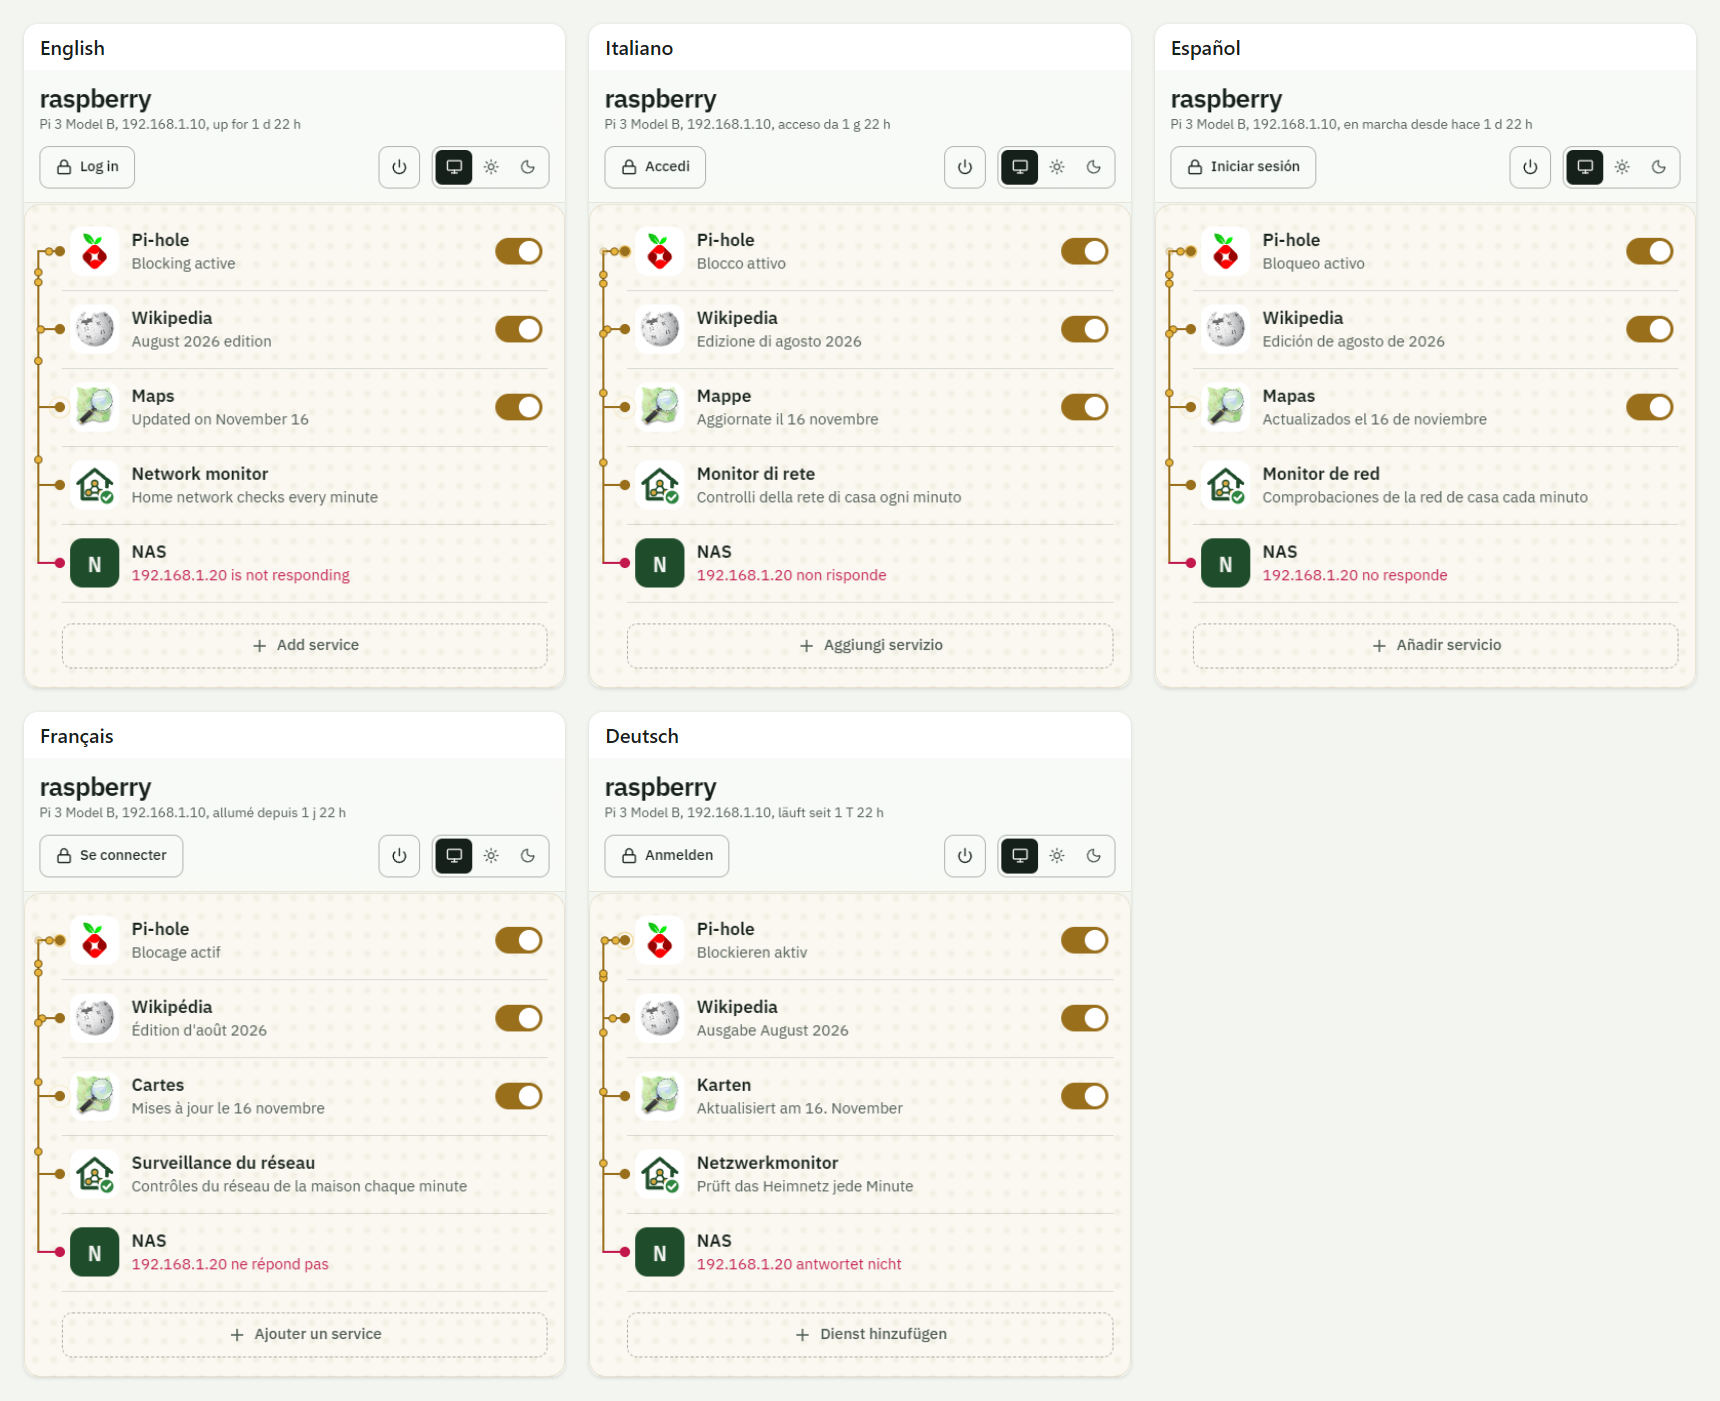 English
raspberry
Pi 3 Model B, 192.168.1.10, up for 1 d 22 h
Log in
Pi-hole
Blocking active
Wikipedia
August 2026 edition
Maps
Updated on November 16
Network monitor
Home network checks every minute
N
NAS
192.168.1.20 is not responding
+ Add service
Italiano
raspberry
Pi 3 Model B, 192.168.1.10, acceso da 1 g 22 h
Accedi
Pi-hole
Blocco attivo
Wikipedia
Edizione di agosto 2026
Mappe
Aggiornate il 16 novembre
Monitor di rete
Controlli della rete di casa ogni minuto
N
NAS
192.168.1.20 non risponde
+ Aggiungi servizio
Español
raspberry
Pi 3 Model B, 192.168.1.10, en marcha desde hace 1 d 22 h
Iniciar sesión
Pi-hole
Bloqueo activo
Wikipedia
Edición de agosto de 2026
Mapas
Actualizados el 16 de noviembre
Monitor de red
Comprobaciones de la red de casa cada minuto
N
NAS
192.168.1.20 no responde
+ Añadir servicio
Français
raspberry
Pi 3 Model B, 192.168.1.10, allumé depuis 1 j 22 h
Se connecter
Pi-hole
Blocage actif
Wikipédia
Édition d'août 2026
Cartes
Mises à jour le 16 novembre
Surveillance du réseau
Contrôles du réseau de la maison chaque minute
N
NAS
192.168.1.20 ne répond pas
+ Ajouter un service
Deutsch
raspberry
Pi 3 Model B, 192.168.1.10, läuft seit 1 T 22 h
Anmelden
Pi-hole
Blockieren aktiv
Wikipedia
Ausgabe August 2026
Karten
Aktualisiert am 16. November
Netzwerkmonitor
Prüft das Heimnetz jede Minute
N
NAS
192.168.1.20 antwortet nicht
+ Dienst hinzufügen